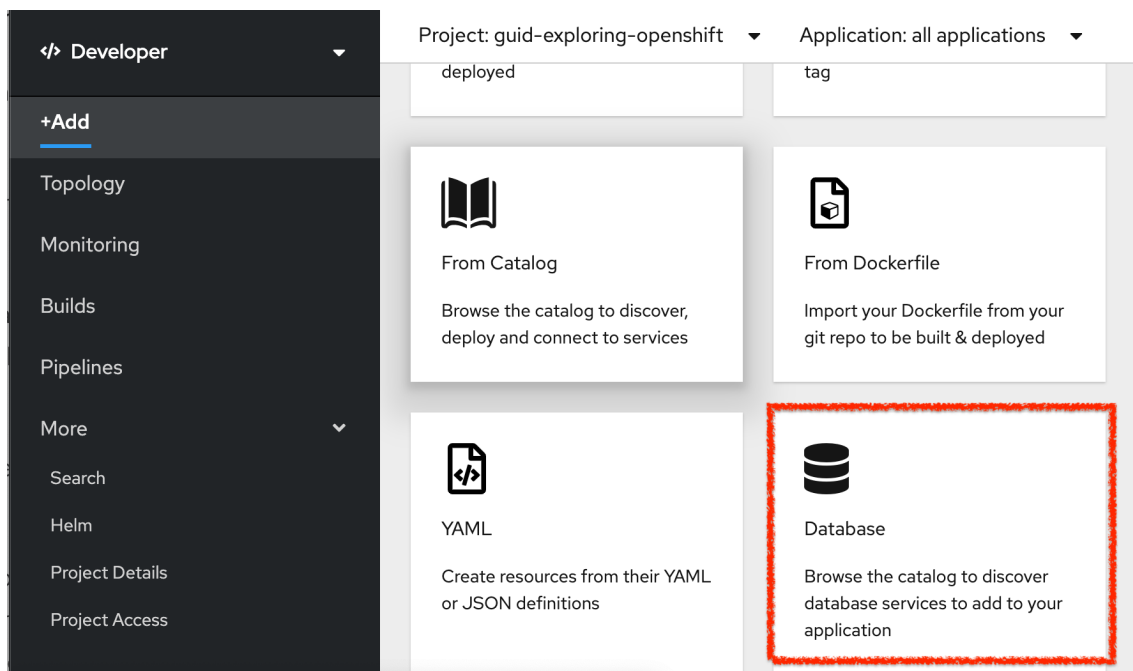 Developer
Project: guid-exploring-openshift
Application: all applications
+Add
Topology
Monitoring
Builds
Pipelines
More
Search
Helm
Project Details
Project Access
deployed
tag
From Catalog
Browse the catalog to discover,
deploy and connect to services
From Dockerfile
Import your Dockerfile from your
git repo to be built & deployed
YAML
Create resources from their YAML
or JSON definitions
Database
Browse the catalog to discover
database services to add to your
application